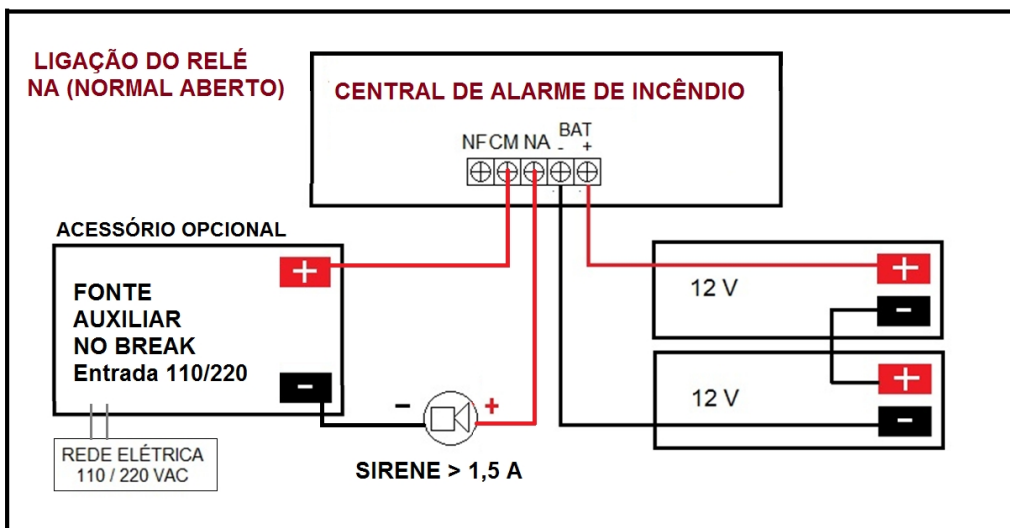 LIGAÇÃO DO RELÉ
NA (NORMAL ABERTO)
CENTRAL DE ALARME DE INCÊNDIO
BAT
NF CM NA - +
ACESSÓRIO OPCIONAL
+
FONTE
AUXILIAR
NO BREAK
Entrada 110/220
-
REDE ELÉTRICA
110 / 220 VAC
- +
SIRENE > 1,5 A
12 V
+
-
12 V
+
-